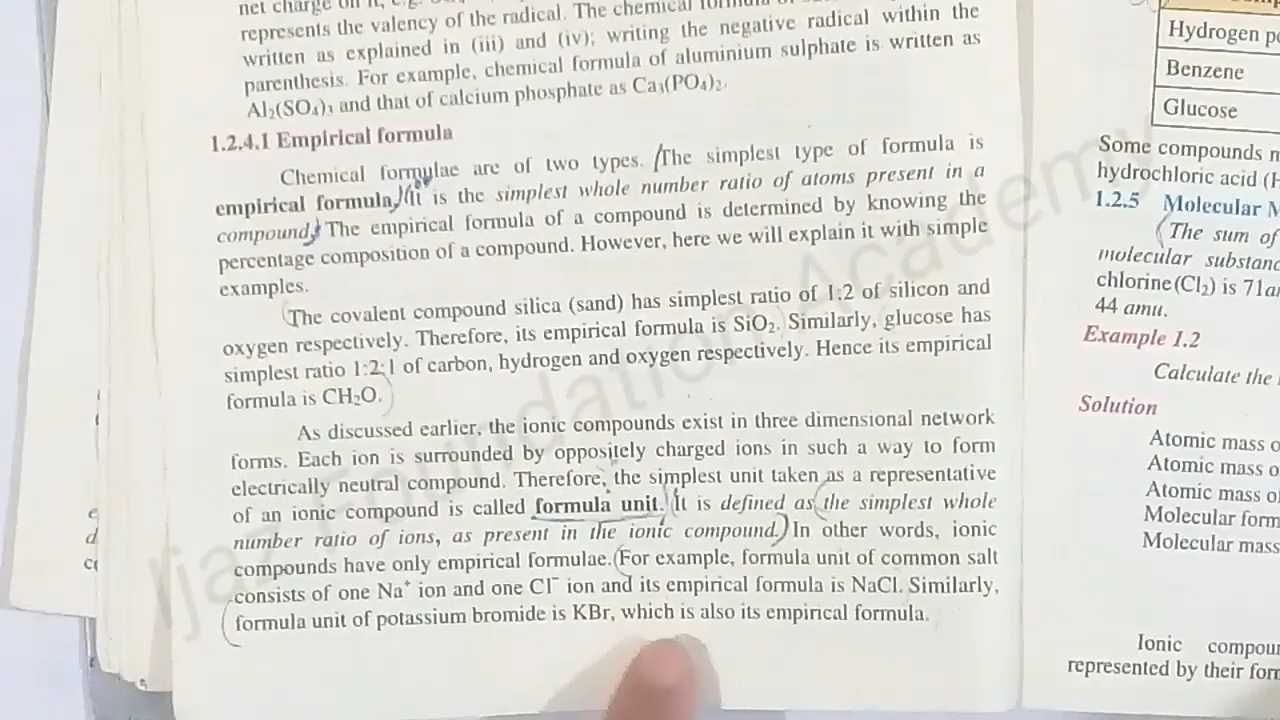 net charge on it, e.g.
represents the valency of the radical. The chemical
written as explained in (iii) and (iv); writing the negative radical within the
parenthesis. For example, chemical formula of aluminium sulphate is written as
Al₂(SO₄)₃ and that of calcium phosphate as Ca₃(PO₄)₂.
1.2.4.1 Empirical formula
Chemical formulae are of two types. The simplest type of formula is
empirical formula. It is the simplest whole number ratio of atoms present in a
compound. The empirical formula of a compound is determined by knowing the
percentage composition of a compound. However, here we will explain it with simple
examples.
The covalent compound silica (sand) has simplest ratio of 1:2 of silicon and
oxygen respectively. Therefore, its empirical formula is SiO₂. Similarly, glucose has
simplest ratio 1:2:1 of carbon, hydrogen and oxygen respectively. Hence its empirical
formula is CH₂O.
As discussed earlier, the ionic compounds exist in three dimensional network
forms. Each ion is surrounded by oppositely charged ions in such a way to form
electrically neutral compound. Therefore, the simplest unit taken as a representative
of an ionic compound is called formula unit. It is defined as the simplest whole
number ratio of ions, as present in the ionic compound. In other words, ionic
compounds have only empirical formulae. For example, formula unit of common salt
consists of one Na⁺ ion and one Cl⁻ ion and its empirical formula is NaCl. Similarly,
formula unit of potassium bromide is KBr, which is also its empirical formula.
Hydrogen pe
Benzene
Glucose
Some compounds m
hydrochloric acid (H
1.2.5 Molecular M
The sum of
molecular substanc
chlorine (Cl₂) is 71a
44 amu.
Example 1.2
Calculate the
Solution
Atomic mass o
Atomic mass o
Atomic mass of
Molecular form
Molecular mass
Ionic compoun
represented by their form
Ijaz Foundation Academy